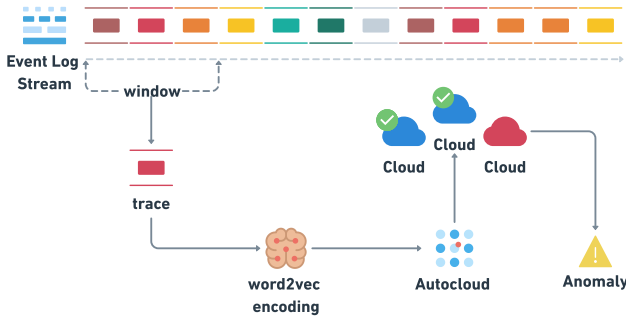 Event Log
Stream
window
trace
word2vec
encoding
Autocloud
Cloud
Cloud
Cloud
Anomaly